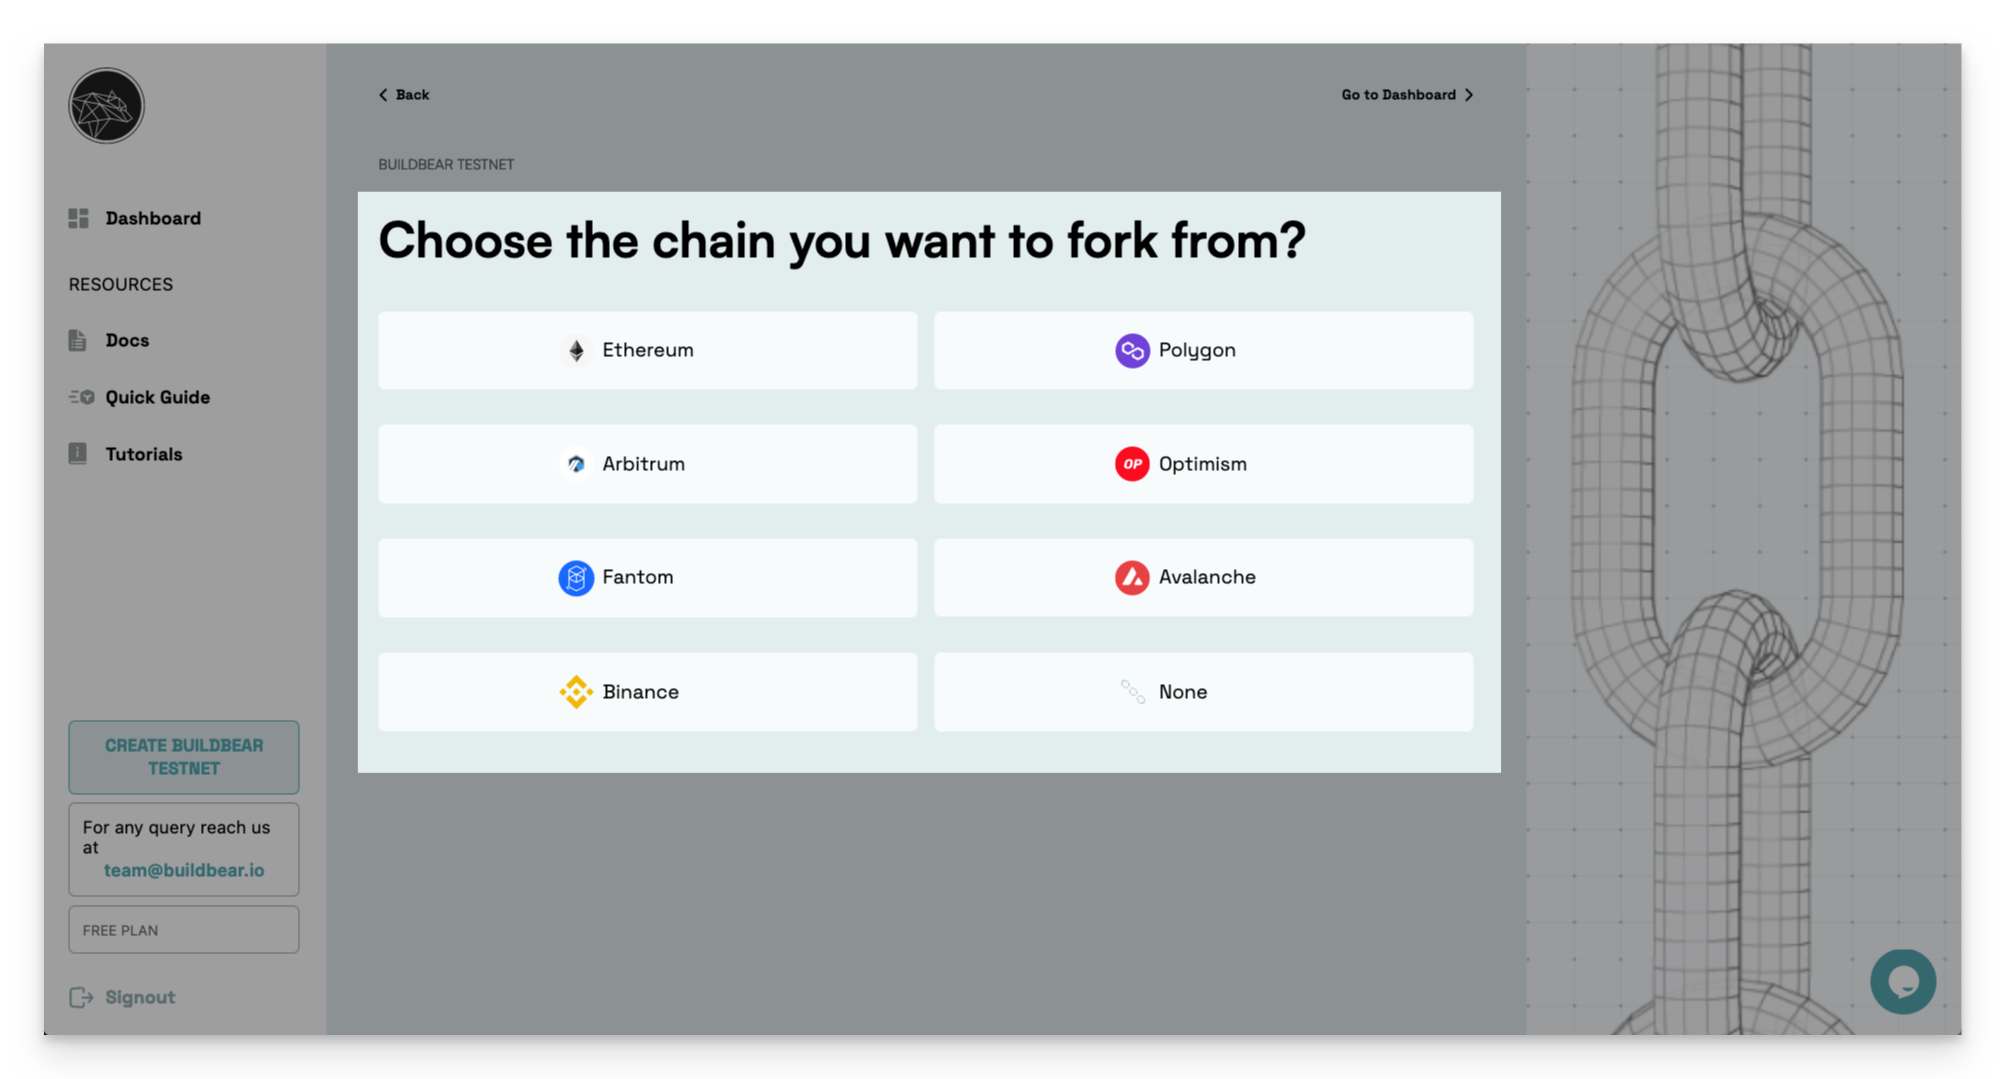 Back
Go to Dashboard
BUILDBEAR TESTNET
Choose the chain you want to fork from?
Ethereum
Polygon
Arbitrum
OP
Optimism
Fantom
Avalanche
Binance
None
Dashboard
RESOURCES
Docs
Quick Guide
Tutorials
CREATE BUILDBEAR
TESTNET
For any query reach us
at
team@buildbear.io
FREE PLAN
Signout